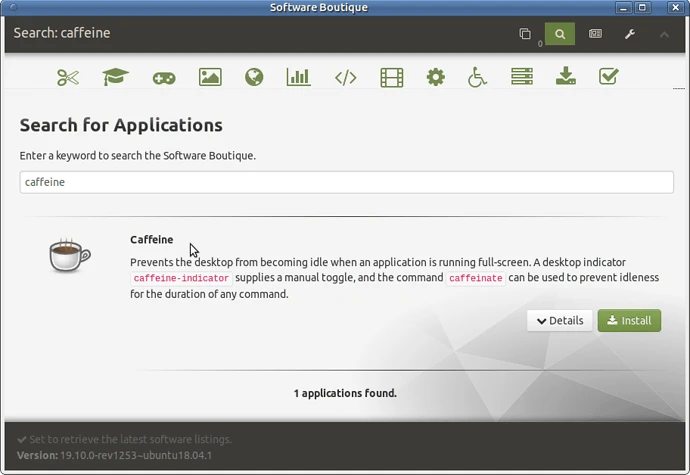 Software Boutique
Search: caffeine
0
Search for Applications
Enter a keyword to search the Software Boutique.
caffeine
Caffeine
Prevents the desktop from becoming idle when an application is running full-screen. A desktop indicator
caffeine-indicator supplies a manual toggle, and the command caffeinate can be used to prevent idleness
for the duration of any command.
Details
Install
1 applications found.
Set to retrieve the latest software listings.
Version: 19.10.0-rev1253~ubuntu18.04.1